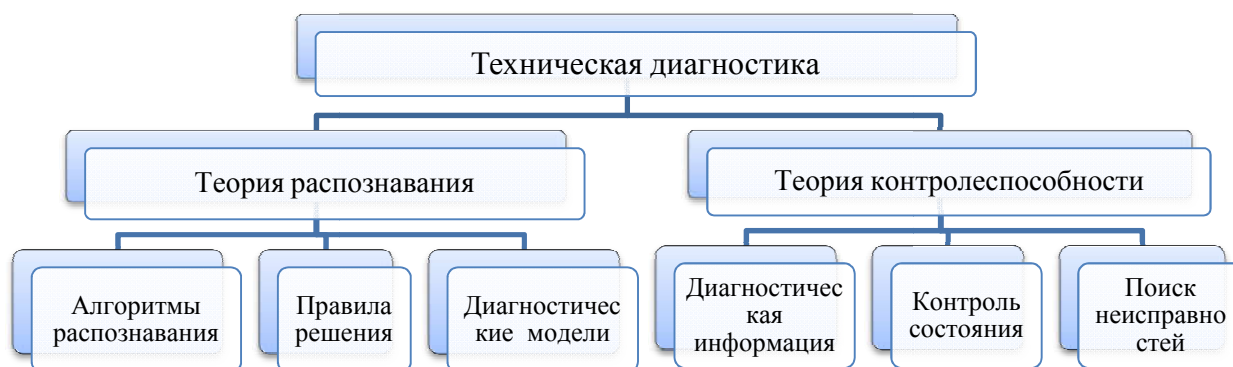 Техническая диагностика
Теория распознавания
Теория контролеспособности
Алгоритмы
распознавания
Правила
решения
Диагностичес
кие модели
Диагностичес
кая
информация
Контроль
состояния
Поиск
неисправно
стей